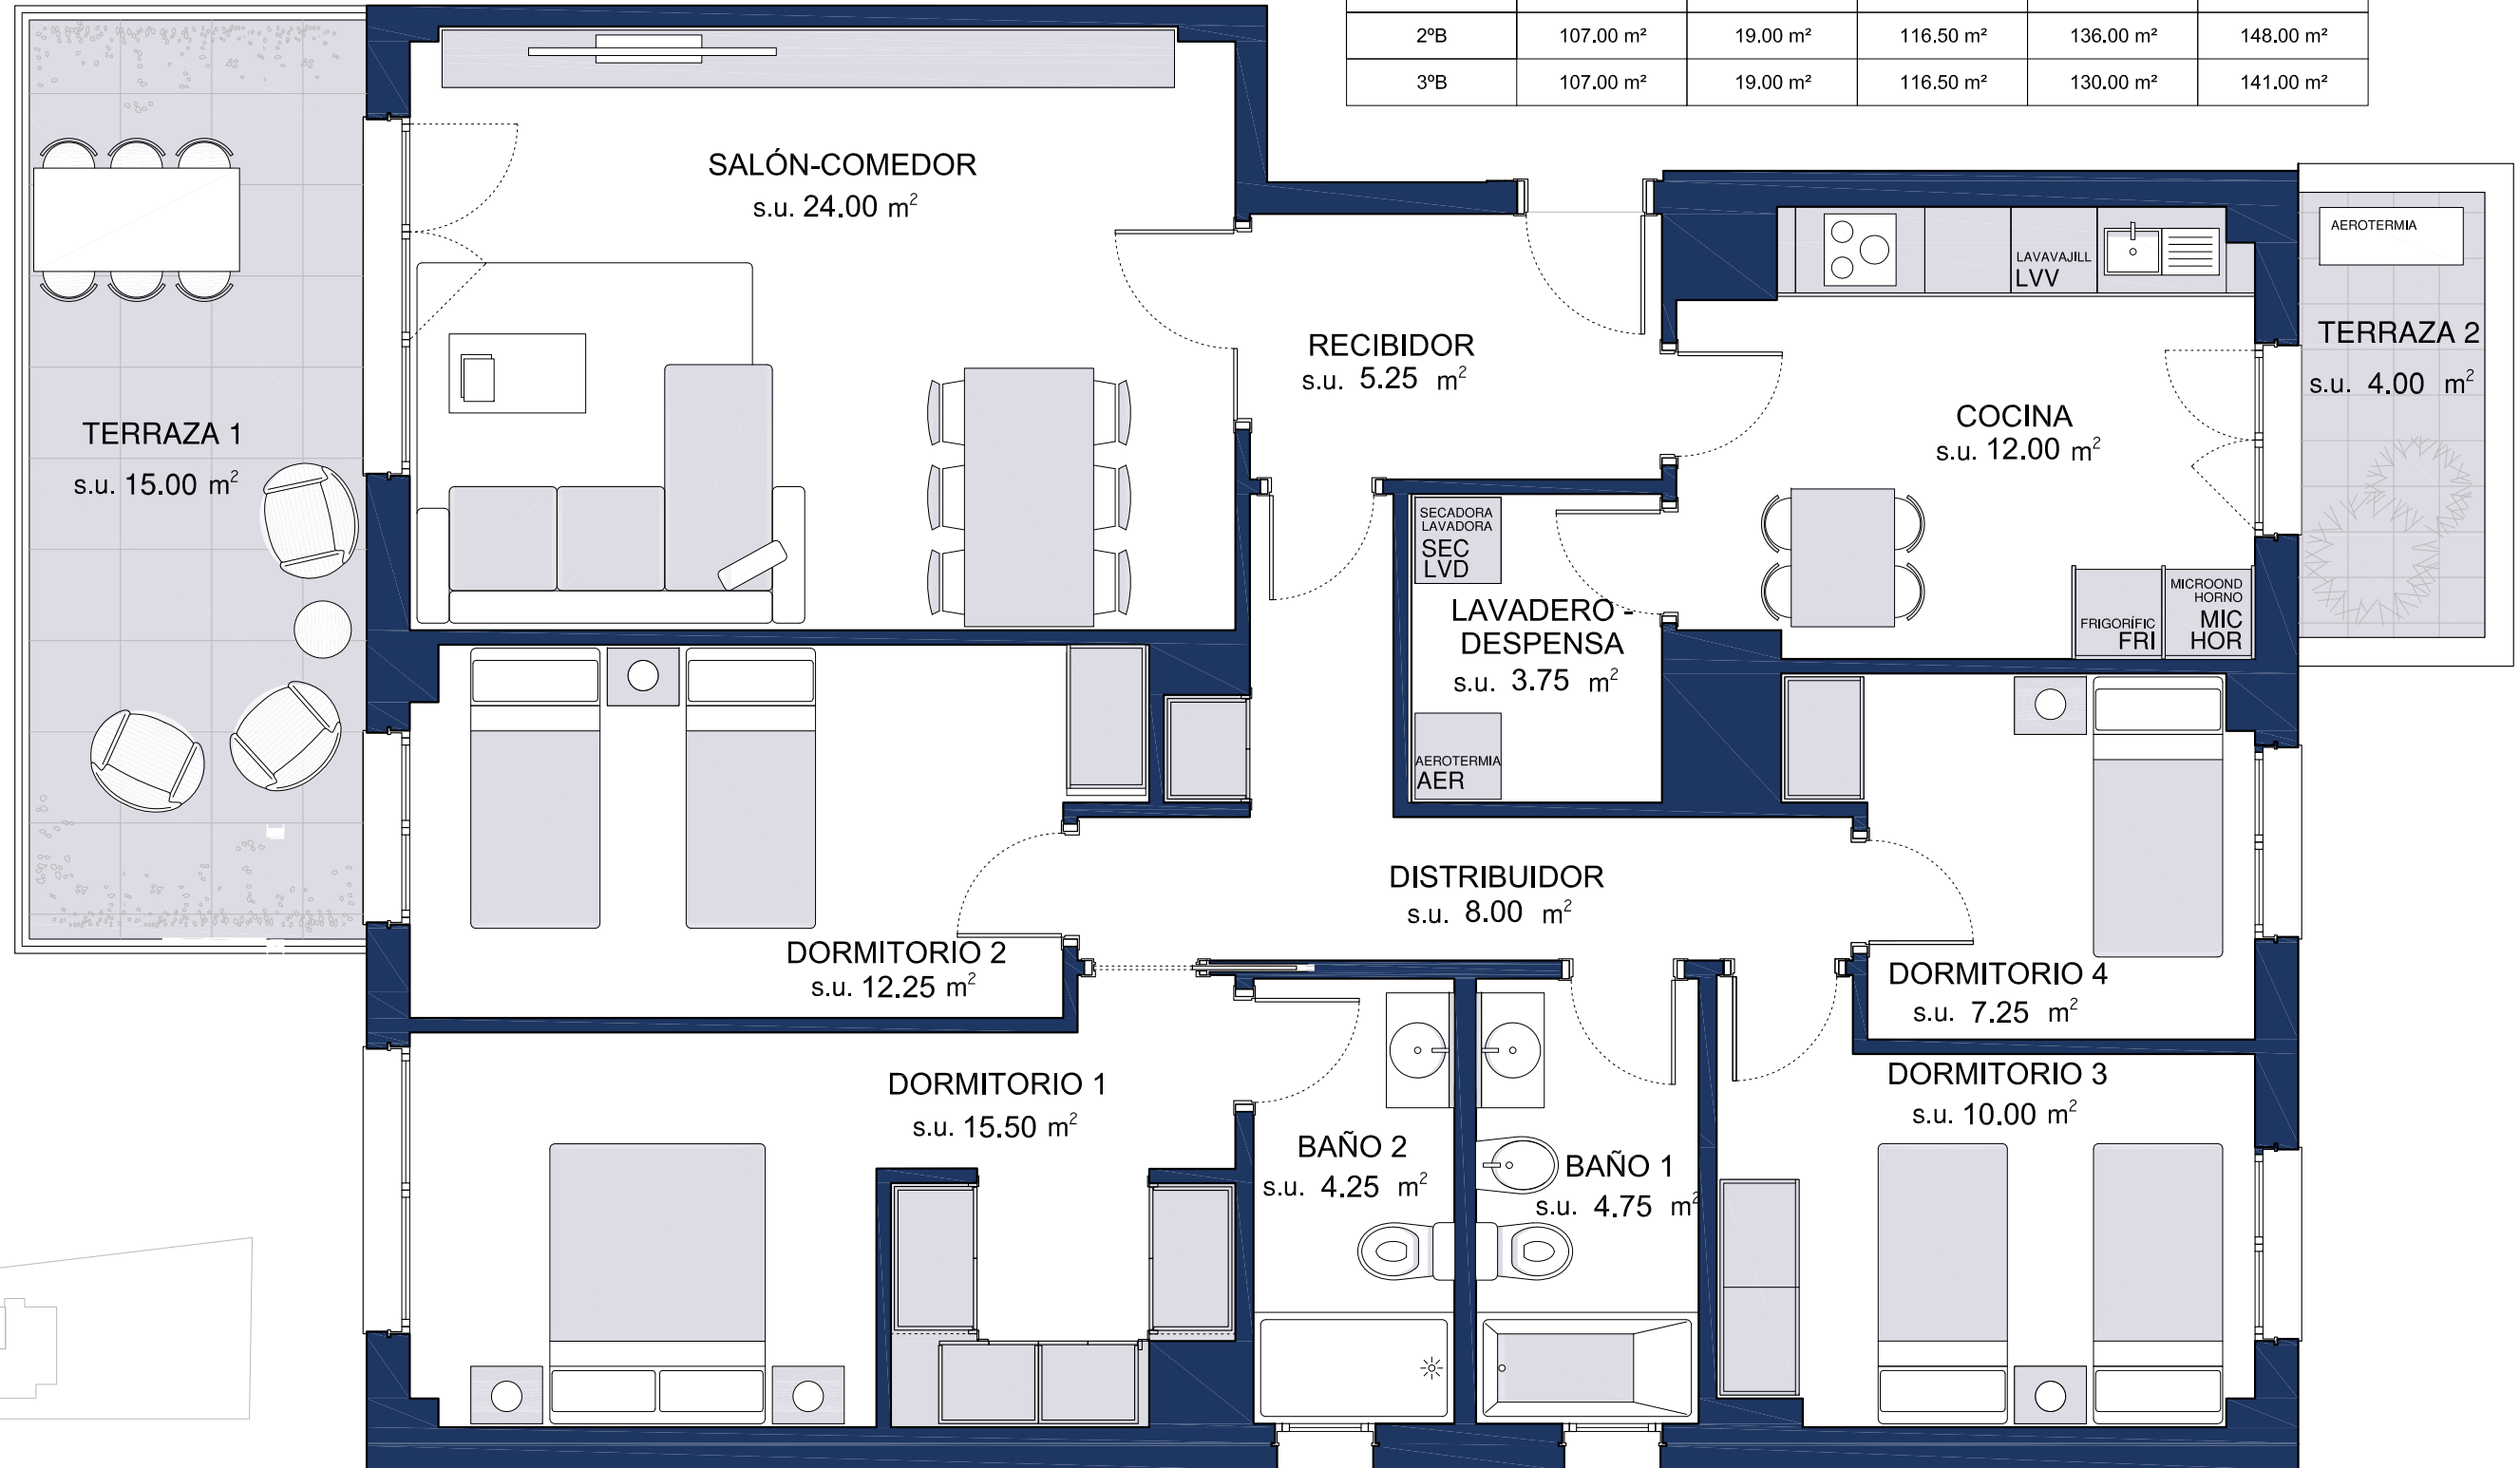 2ºB 107.00 m² 19.00 m² 116.50 m² 136.00 m² 148.00 m²
3ºB 107.00 m² 19.00 m² 116.50 m² 130.00 m² 141.00 m²
SALÓN-COMEDOR
s.u. 24.00 m²
AEROTERMIA
LAVAVAJILL
LVV
TERRAZA 2
s.u. 4.00 m²
RECIBIDOR
s.u. 5.25 m²
COCINA
s.u. 12.00 m²
TERRAZA 1
s.u. 15.00 m²
SECADORA
LAVADORA
SEC
LVD
LAVADERO -
DESPENSA
s.u. 3.75 m²
FRIGORÍFIC
FRI
MICROOND
HORNO
MIC
HOR
AEROTERMIA
AER
DISTRIBUIDOR
s.u. 8.00 m²
DORMITORIO 2
s.u. 12.25 m²
DORMITORIO 4
s.u. 7.25 m²
DORMITORIO 1
s.u. 15.50 m²
DORMITORIO 3
s.u. 10.00 m²
BAÑO 2
s.u. 4.25 m²
BAÑO 1
s.u. 4.75 m²